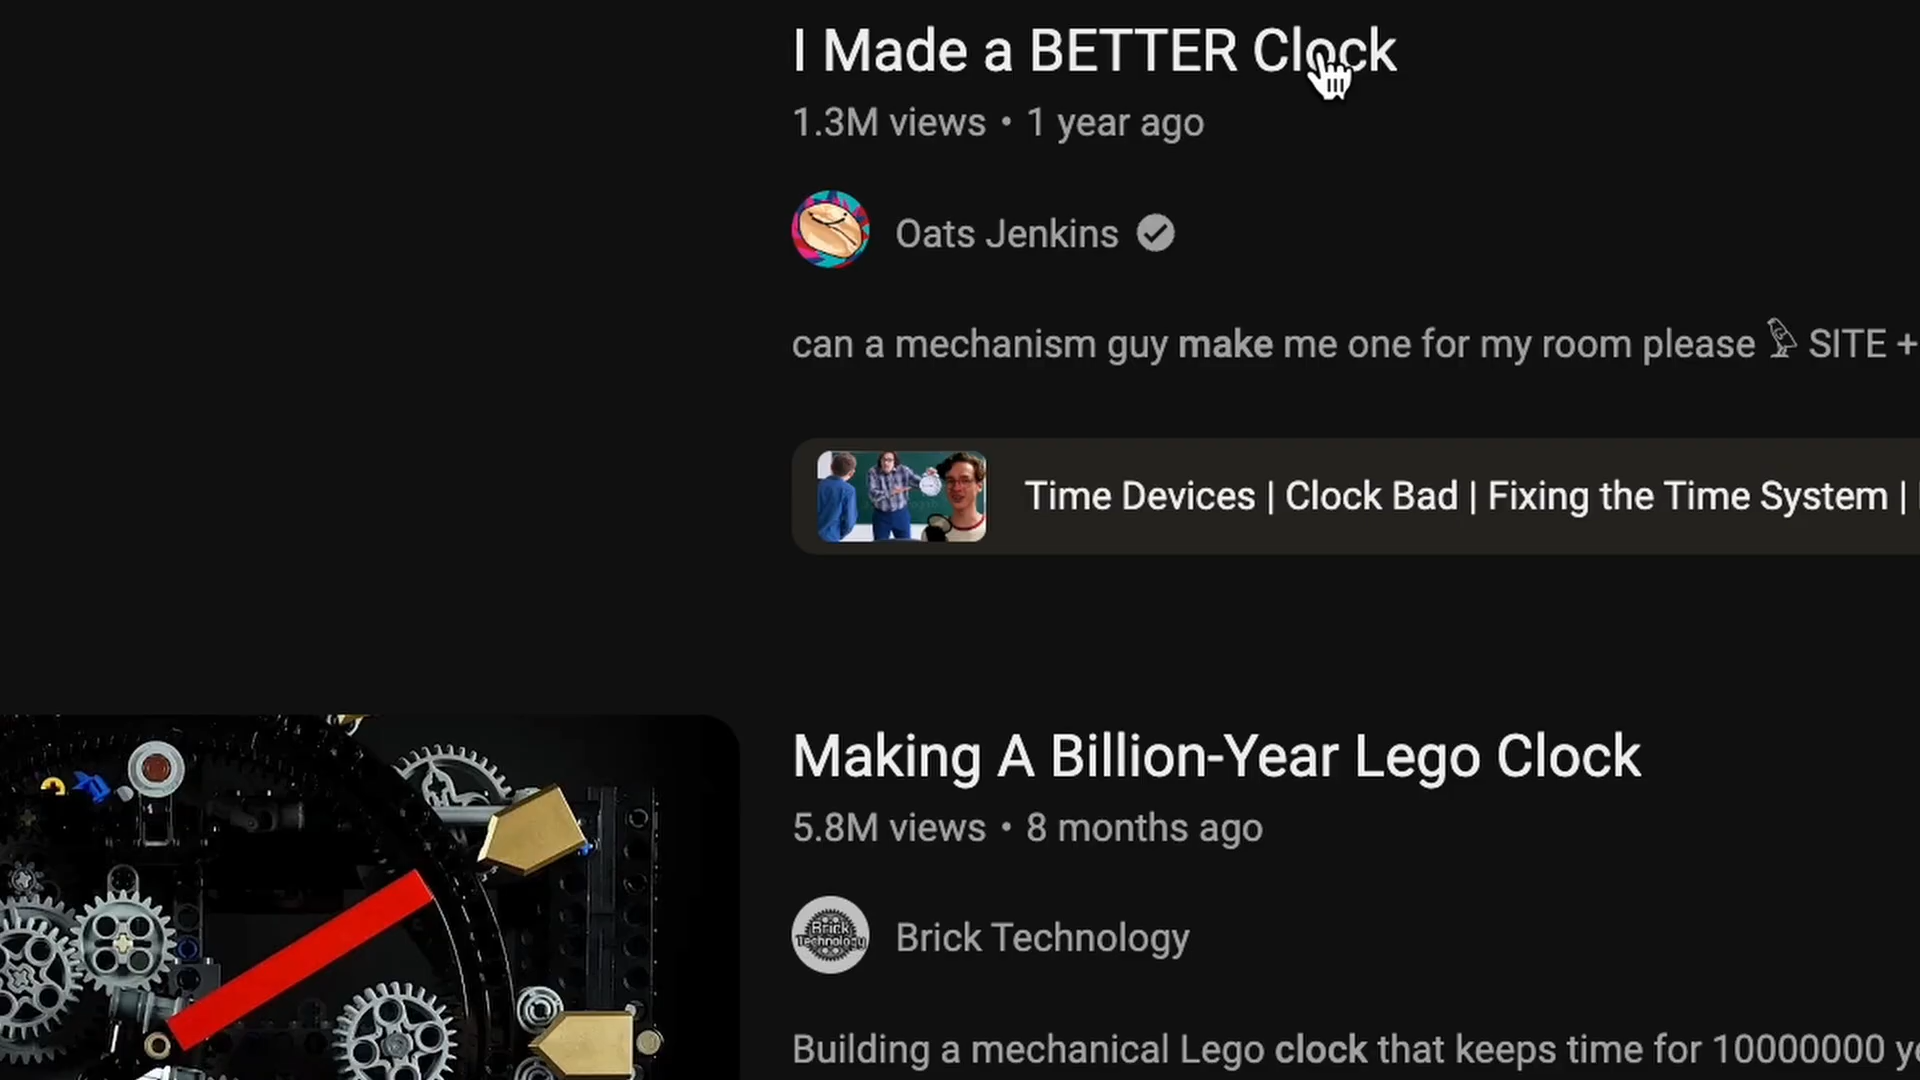 I Made a BETTER Clock
1.3M views • 1 year ago
Oats Jenkins
can a mechanism guy make me one for my room please 𓅃 SITE +
Time Devices | Clock Bad | Fixing the Time System |
Making A Billion-Year Lego Clock
5.8M views • 8 months ago
Brick Technology
Brick Technology
Building a mechanical Lego clock that keeps time for 10000000